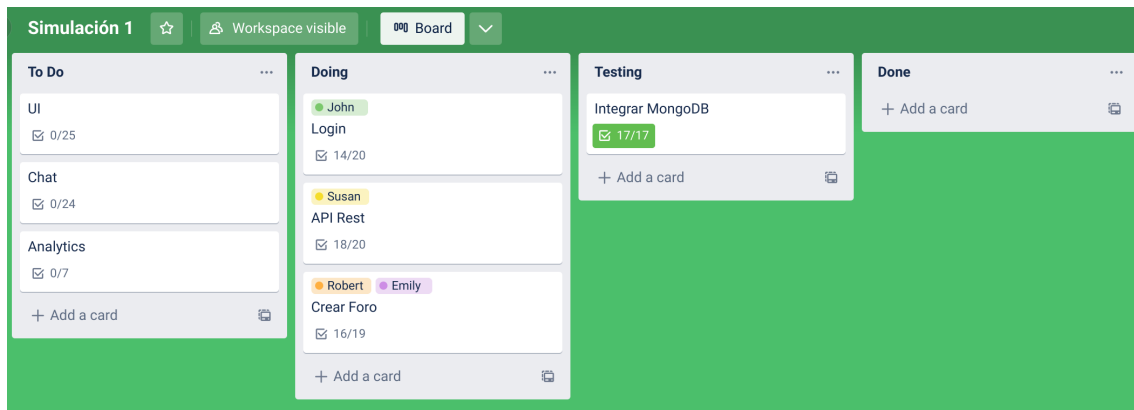 Simulación 1
Workspace visible
Board
To Do
UI
0/25
Chat
0/24
Analytics
0/7
+ Add a card
Doing
John
Login
14/20
Susan
API Rest
18/20
Robert Emily
Crear Foro
16/19
+ Add a card
Testing
Integrar MongoDB
17/17
+ Add a card
Done
+ Add a card